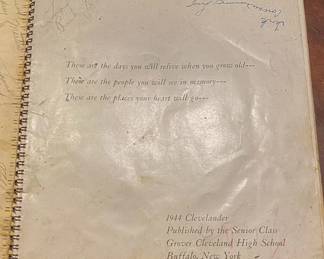 These are the days you will relive when you grow old---
These are the people you will see in memory---
These are the places your heart will go---
1944 Clevelander
Published by the Senior Class
Grover Cleveland High School
Buffalo, New York